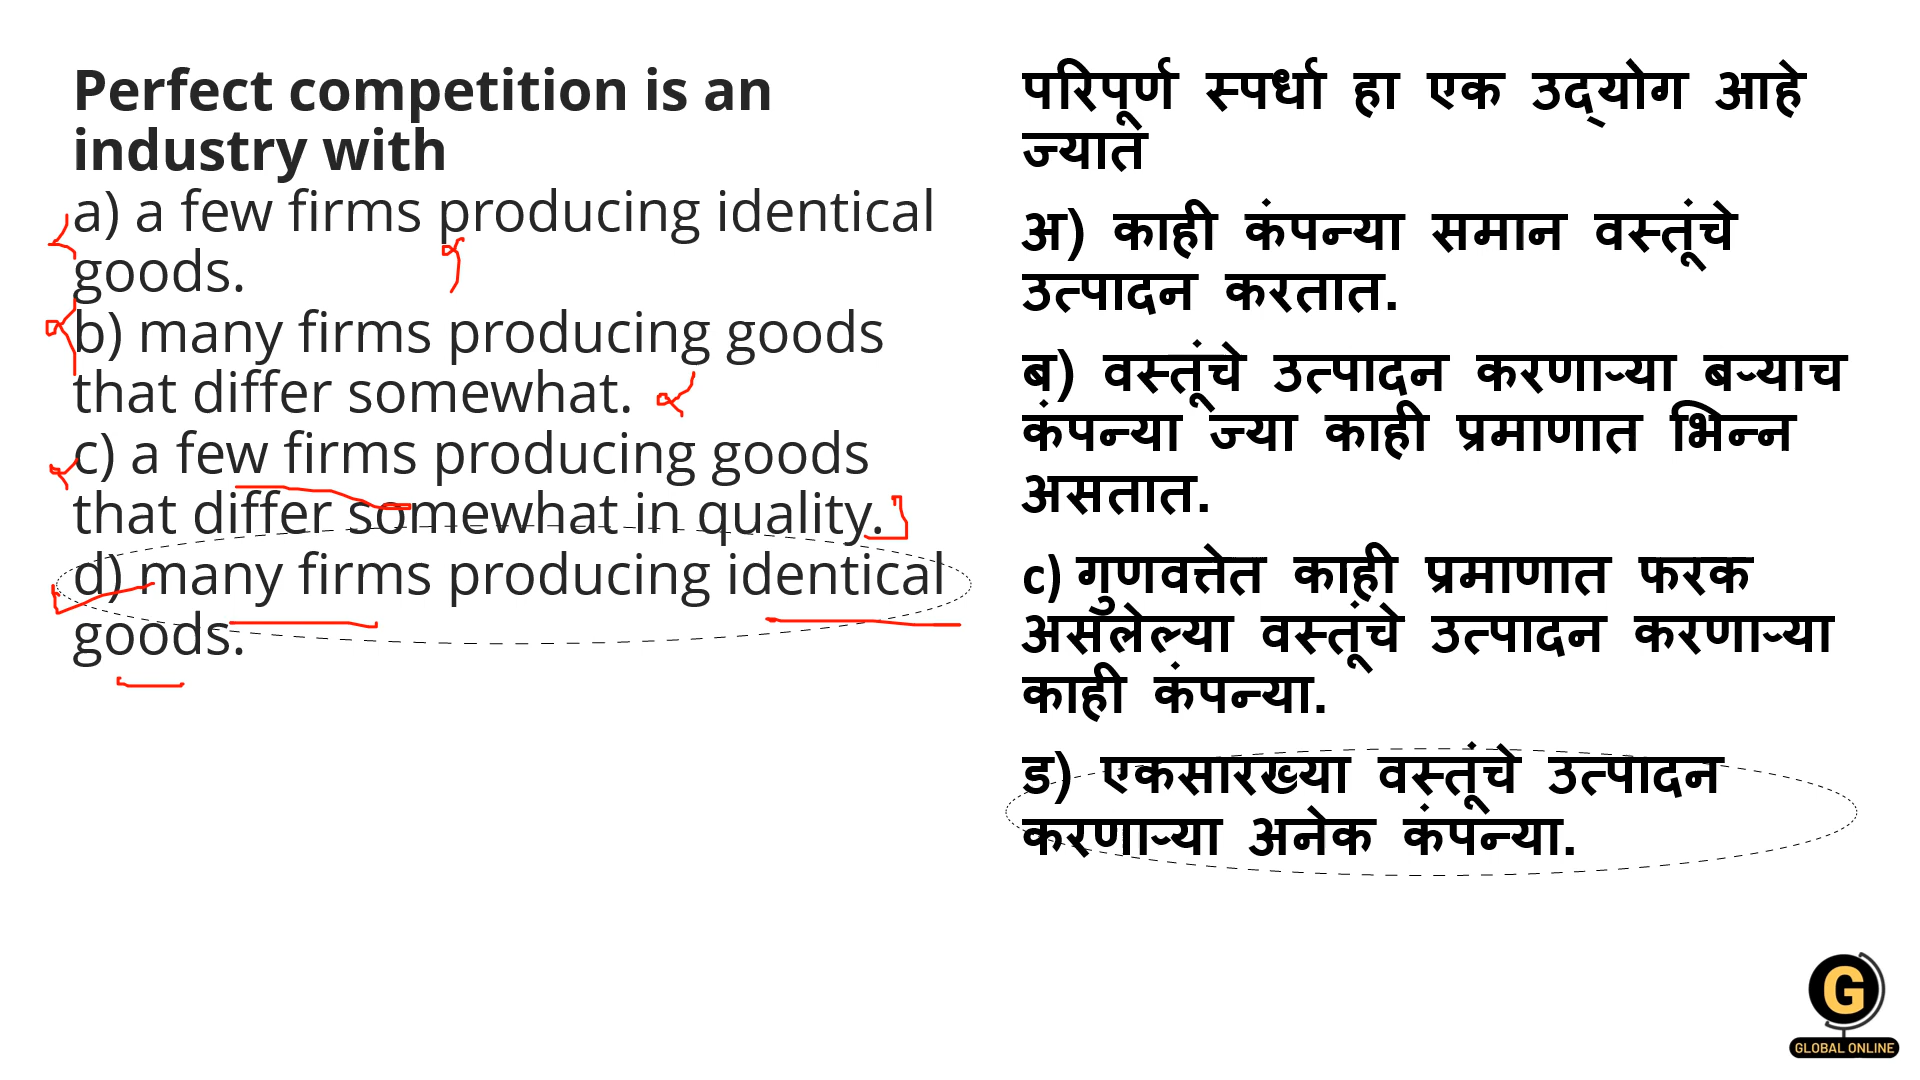 Perfect competition is an
industry with
a) a few firms producing identical
goods.
b) many firms producing goods
that differ somewhat.
c) a few firms producing goods
that differ somewhat in quality.
d) many firms producing identical
goods.
परिपूर्ण स्पर्धा हा एक उद्‌योग आहे
ज्यात
अ) काही कंपन्या समान वस्तूंचे
उत्पादन करतात.
ब) वस्तूंचे उत्पादन करणाऱ्या बऱ्याच
कंपन्या ज्या काही प्रमाणात भिन्न
असतात.
c) गुणवत्तेत काही प्रमाणात फरक
असलेल्या वस्तूंचे उत्पादन करणाऱ्या
काही कंपन्या.
ड) एकसारख्या वस्तूंचे उत्पादन
करणाऱ्या अनेक कंपन्या.
G
GLOBAL ONLINE